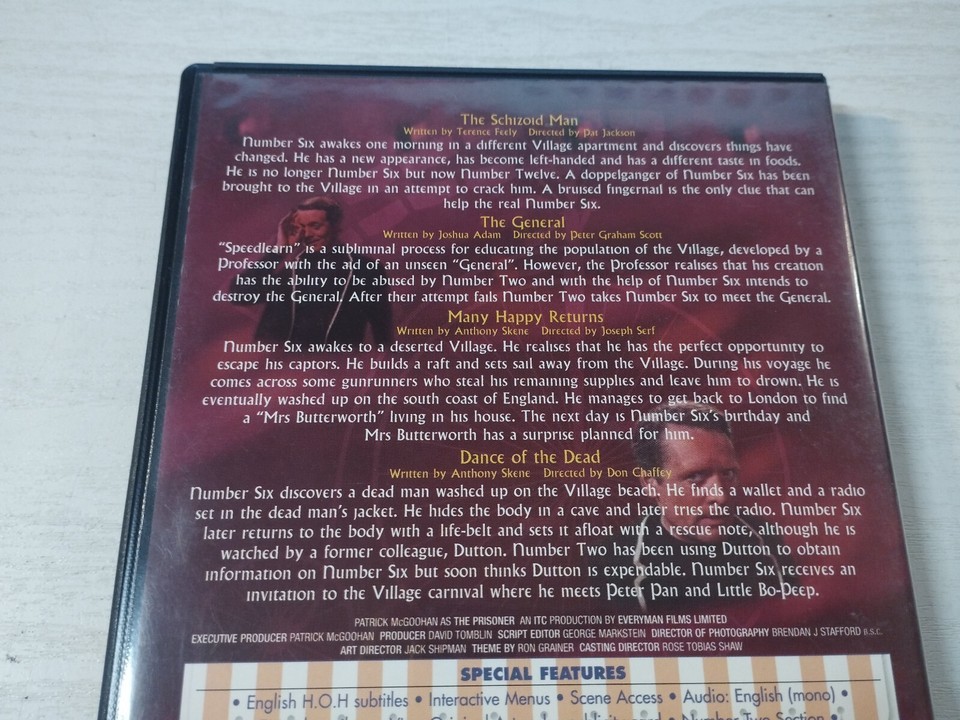 The Schizoid Man
Written by Terence Feely Directed by Pat Jackson
Number Six awakes one morning in a different Village apartment and discovers things have
changed. He has a new appearance, has become left-handed and has a different taste in foods.
He is no longer Number Six but now Number Twelve. A doppelganger of Number Six has been
brought to the Village in an attempt to crack him. A bruised fingernail is the only clue that can
help the real Number Six.
The General
Written by Joshua Adam Directed by Peter Graham Scott
"Speedlearn" is a subliminal process for educating the population of the Village, developed by a
Professor with the aid of an unseen "General". However, the Professor realises that his creation
has the ability to be abused by Number Two and with the help of Number Six intends to
destroy the General. After their attempt fails Number Two takes Number Six to meet the General.
Many Happy Returns
Written by Anthony Skene Directed by Joseph Serf
Number Six awakes to a deserted Village. He realises that he has the perfect opportunity to
escape his captors. He builds a raft and sets sail away from the Village. During his voyage he
comes across some gunrunners who steal his remaining supplies and leave him to drown. He is
eventually washed up on the south coast of England. He manages to get back to London to find
a "Mrs Butterworth" living in his house. The next day is Number Six's birthday and
Mrs Butterworth has a surprise planned for him.
Dance of the Dead
Written by Anthony Skene Directed by Don Chaffey
Number Six discovers a dead man washed up on the Village beach. He finds a wallet and a radio
set in the dead man's jacket. He hides the body in a cave and later tries the radio. Number Six
later returns to the body with a life-belt and sets it afloat with a rescue note, although he is
watched by a former colleague, Dutton. Number Two has been using Dutton to obtain
information on Number Six but soon thinks Dutton is expendable. Number Six receives an
invitation to the Village carnival where he meets Peter Pan and Little Bo-Peep.
PATRICK McGOOHAN AS THE PRISONER AN ITC PRODUCTION BY EVERYMAN FILMS LIMITED
EXECUTIVE PRODUCER PATRICK McGOOHAN PRODUCER DAVID TOMBLIN SCRIPT EDITOR GEORGE MARKSTEIN DIRECTOR OF PHOTOGRAPHY BRENDAN J STAFFORD B.S.C.
ART DIRECTOR JACK SHIPMAN THEME BY RON GRAINER CASTING DIRECTOR ROSE TOBIAS SHAW
SPECIAL FEATURES
• English H.O.H subtitles • Interactive Menus • Scene Access • Audio: English (mono) •
Number Two Section •